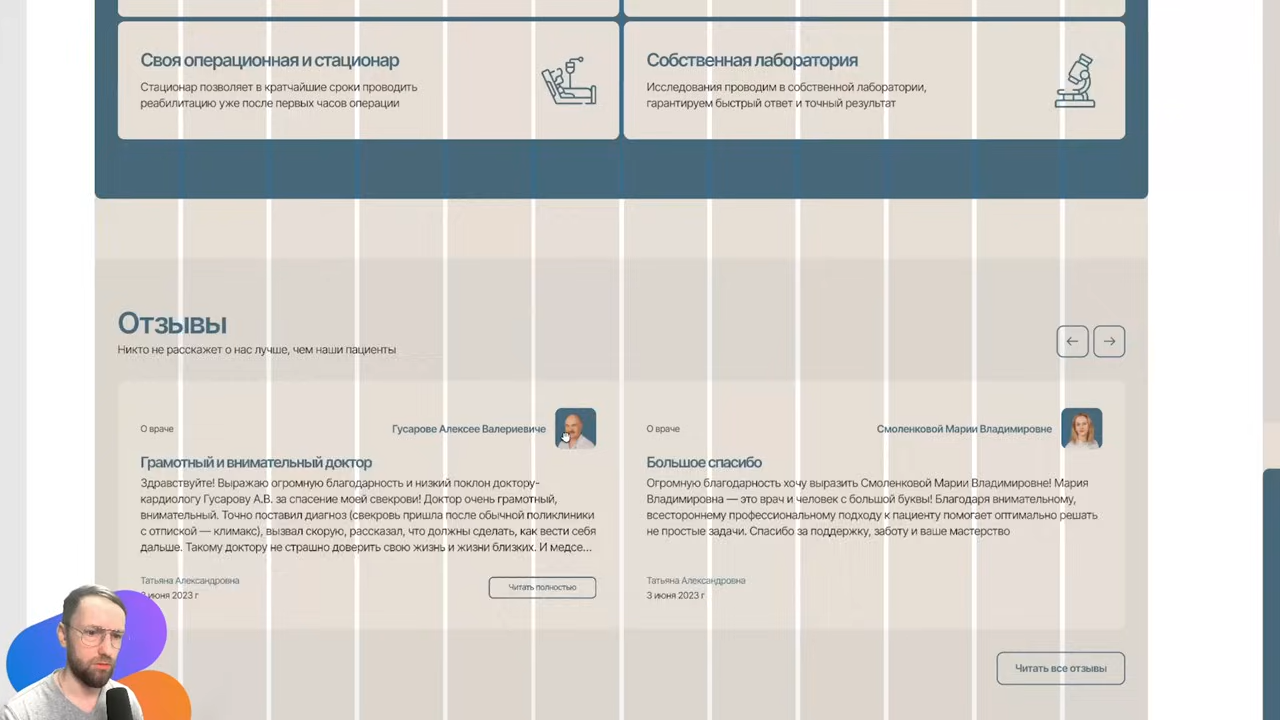 Своя операционная и стационар
Стационар позволяет в кратчайшие сроки проводить
реабилитацию уже после первых часов операции
Собственная лаборатория
Исследования проводим в собственной лаборатории,
гарантируем быстрый ответ и точный результат
Отзывы
Никто не расскажет о нас лучше, чем наши пациенты
О враче
Гусарове Алексее Валериевиче
Грамотный и внимательный доктор
Здравствуйте! Выражаю огромную благодарность и низкий поклон доктору-
кардиологу Гусарову А.В. за спасение моей свекрови! Доктор очень грамотный,
внимательный. Точно поставил диагноз (свекровь пришла после обычной поликлиники
с отпиской — климакс), вызвал скорую, рассказал, что должны сделать, как вести себя
дальше. Такому доктору не страшно доверить свою жизнь и жизни близких. И медсе...
Татьяна Александровна
3 июня 2023 г
Читать полностью
О враче
Смоленковой Марии Владимировне
Большое спасибо
Огромную благодарность хочу выразить Смоленковой Марии Владимировне! Мария
Владимировна — это врач и человек с большой буквы! Благодаря внимательному,
всестороннему профессиональному подходу к пациенту помогает оптимально решать
не простые задачи. Спасибо за поддержку, заботу и ваше мастерство
Татьяна Александровна
3 июня 2023 г
Читать все отзывы